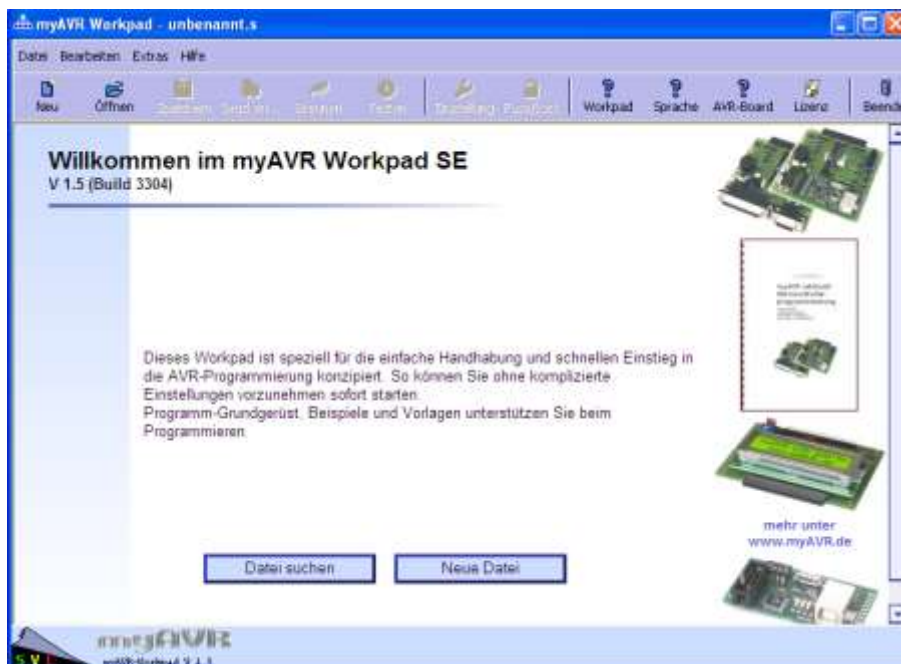 myAVR Workpad - unbenannt.s
Datei Bearbeiten Extras Hilfe
Neu Öffnen Speichern Workpad Sprache AVR-Board Lizenz Beende
Willkommen im myAVR Workpad SE
V 1.5 (Build 3304)
Dieses Workpad ist speziell für die einfache Handhabung und schnellen Einstieg in
die AVR-Programmierung konzipiert. So können Sie ohne komplizierte
Einstellungen vorzunehmen sofort starten.
Programm-Grundgerüst, Beispiele und Vorlagen unterstützen Sie beim
Programmieren
Datei suchen Neue Datei
mehr unter
www.myAVR.de
myAVR